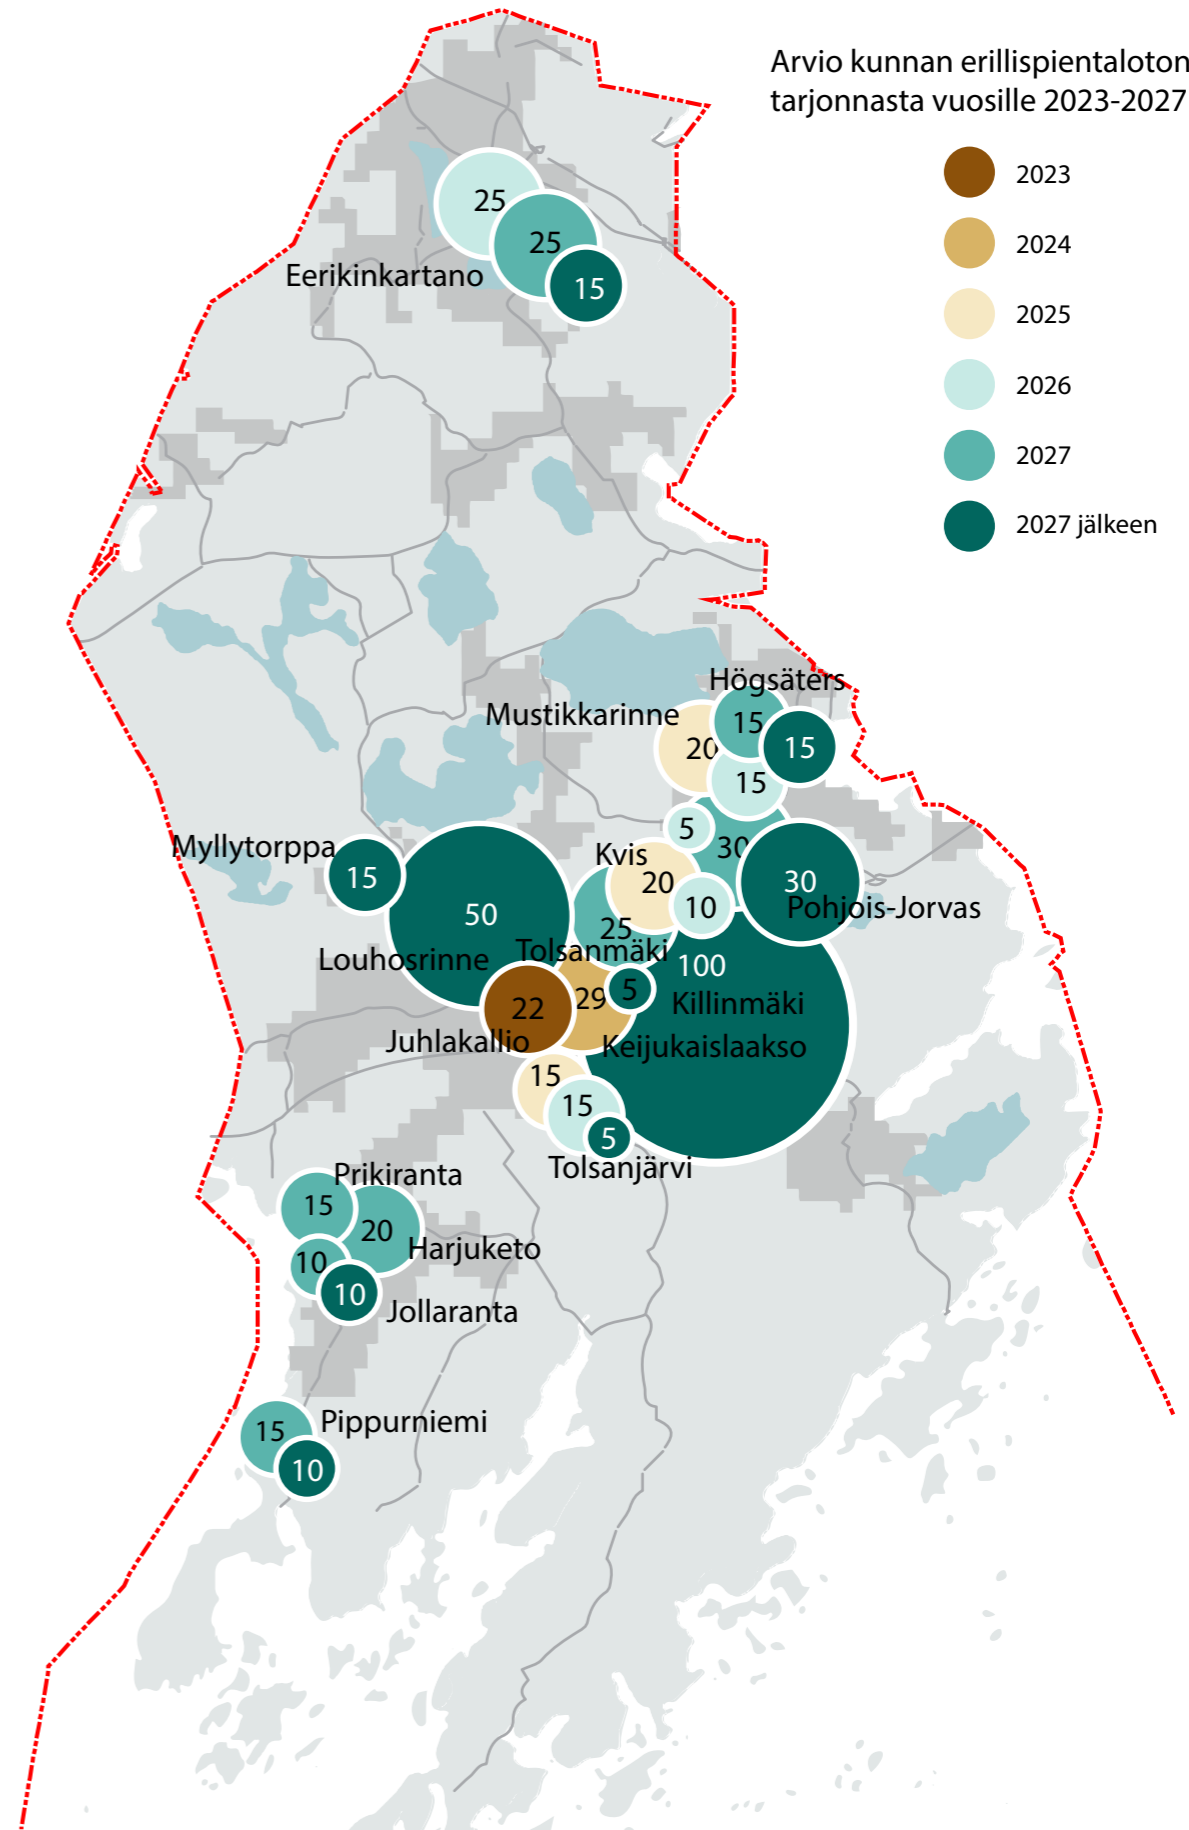 Arvio kunnan erillispientaloton
tarjonnasta vuosille 2023-2027
2023
2024
2025
2026
2027
2027 jälkeen
25
25
15
Eerikinkartano
Högsäters
Mustikkarinne
15
20
15
15
5
30
Kvis
Myllytorppa
15
20
30
10
Pohjois-Jorvas
50
25
Tolsanmäki
Louhosrinne
100
5
29
22
Killinmäki
Juhlakallio
Keijukaislaakso
15
15
5
Tolsanjärvi
Prikiranta
15
20
Harjuketo
10
10
Jollaranta
15
Pippurniemi
10